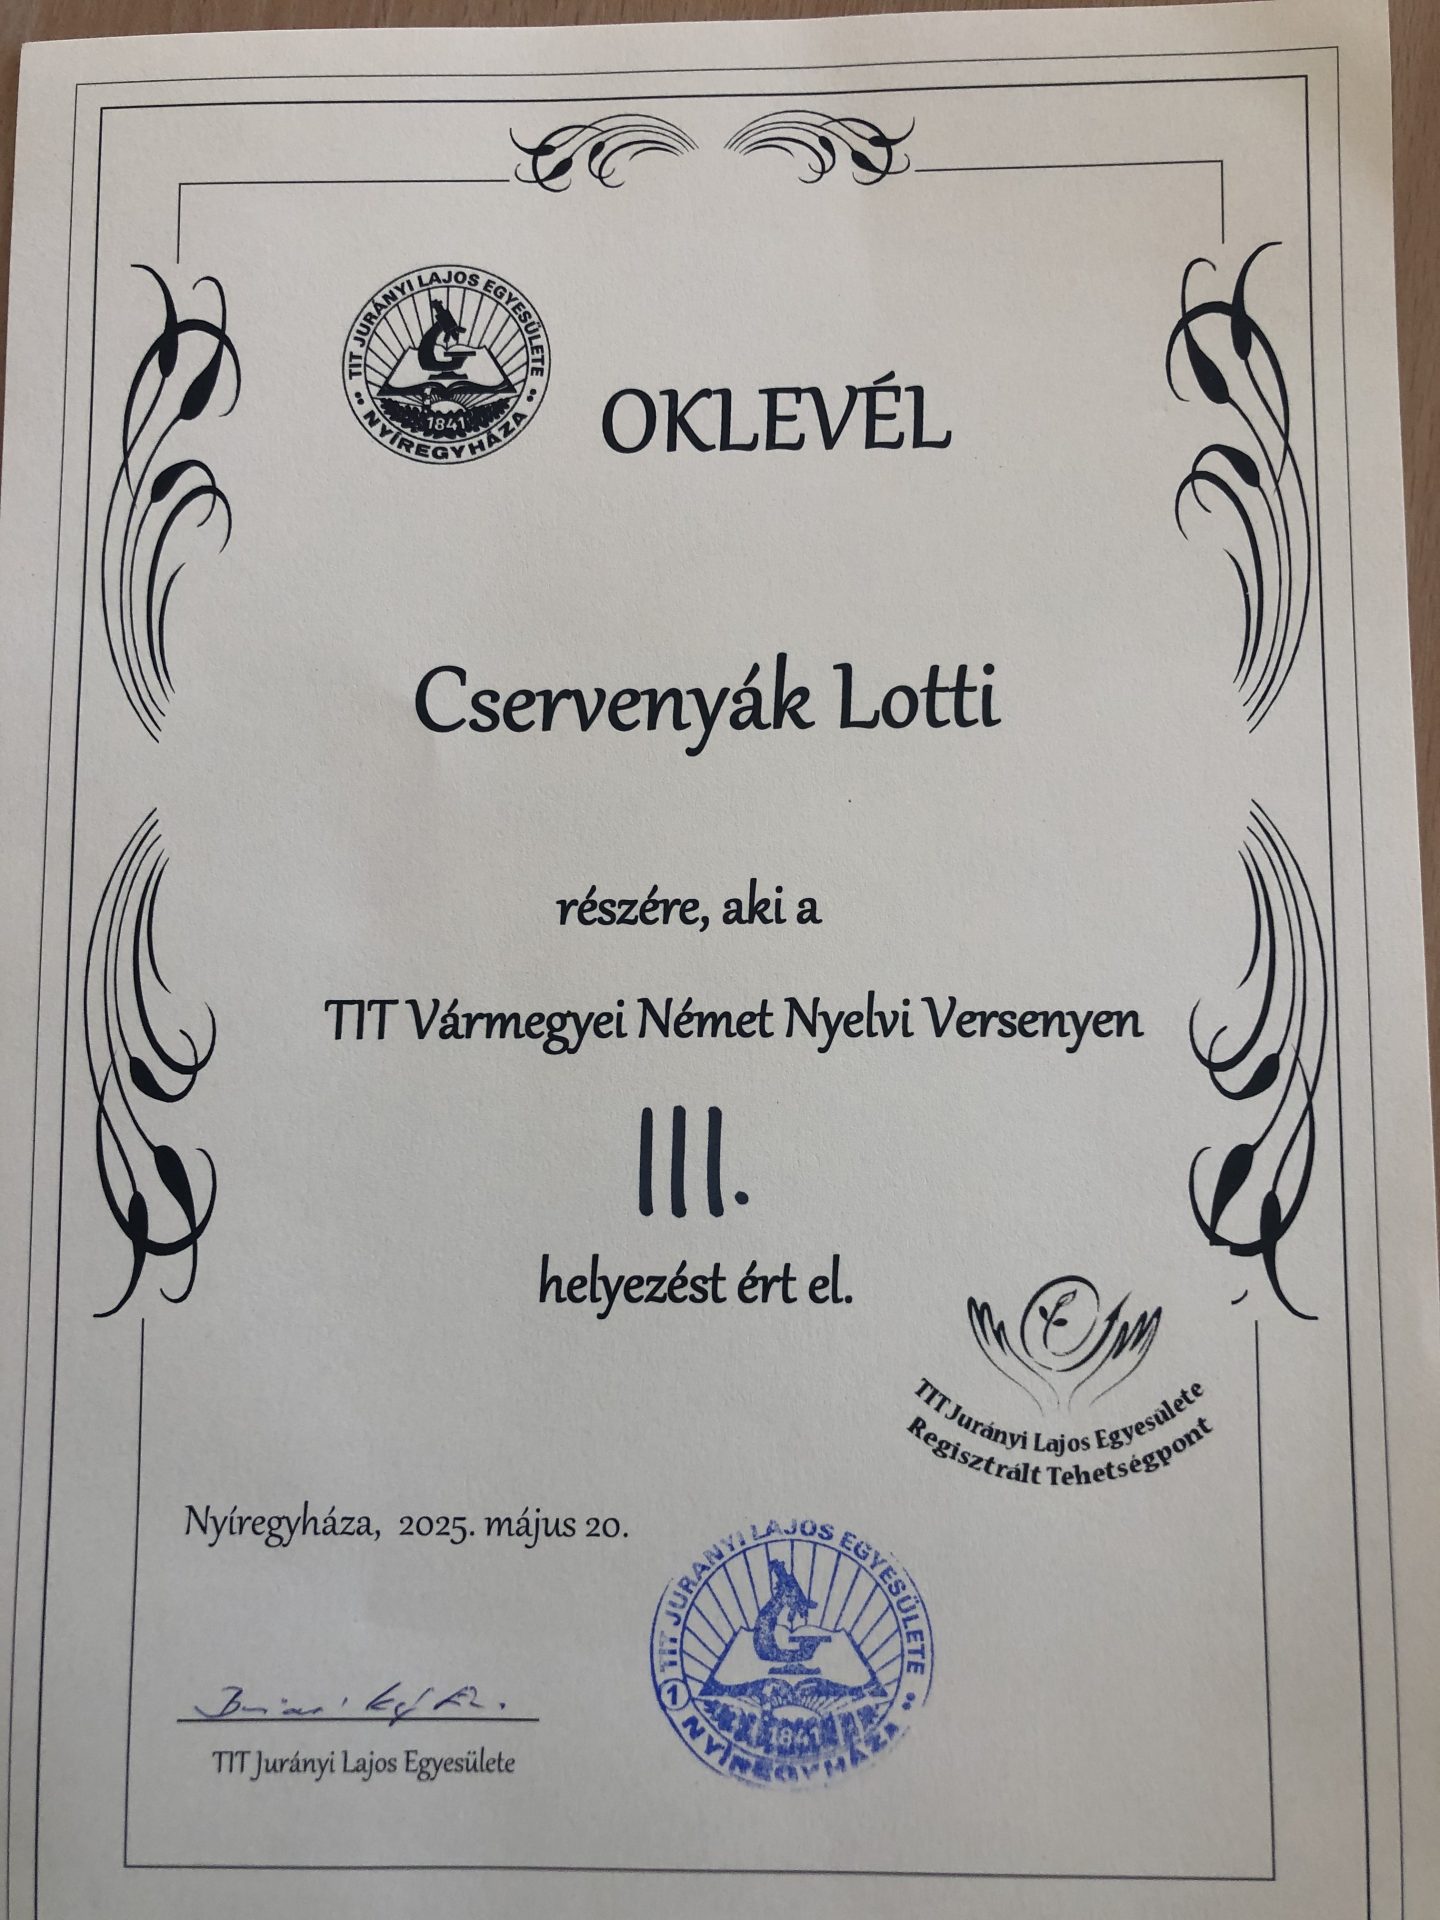 TIT JURÁNYI LAJOS EGYESÜLETE
1841
NYÍREGYHÁZA
OKLEVÉL
Cservenyák Lotti
részére, aki a
TIT Vármegyei Német Nyelvi Versenyen
III.
helyezést ért el.
TIT Jurányi Lajos Egyesülete
Regisztrált Tehetségpont
Nyíregyháza, 2025. május 20.
TIT JURÁNYI LAJOS EGYESÜLETE
1
1841
NYÍREGYHÁZA
TIT Jurányi Lajos Egyesülete